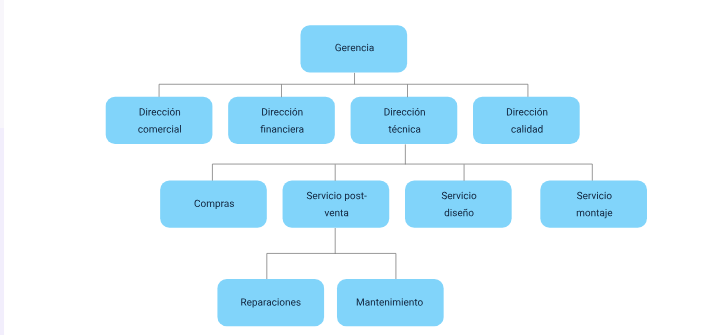 Gerencia
Dirección
comercial
Dirección
financiera
Dirección
técnica
Dirección
calidad
Compras
Servicio post-
venta
Servicio
diseño
Servicio
montaje
Reparaciones
Mantenimiento